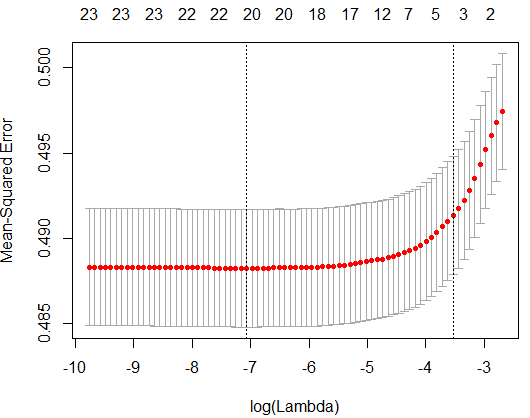 23 23 23 22 22 20 20 18 17 12 7 5 3 2
0.500
0.495
0.490
0.485
Mean-Squared Error
-10 -9 -8 -7 -6 -5 -4 -3
log(Lambda)